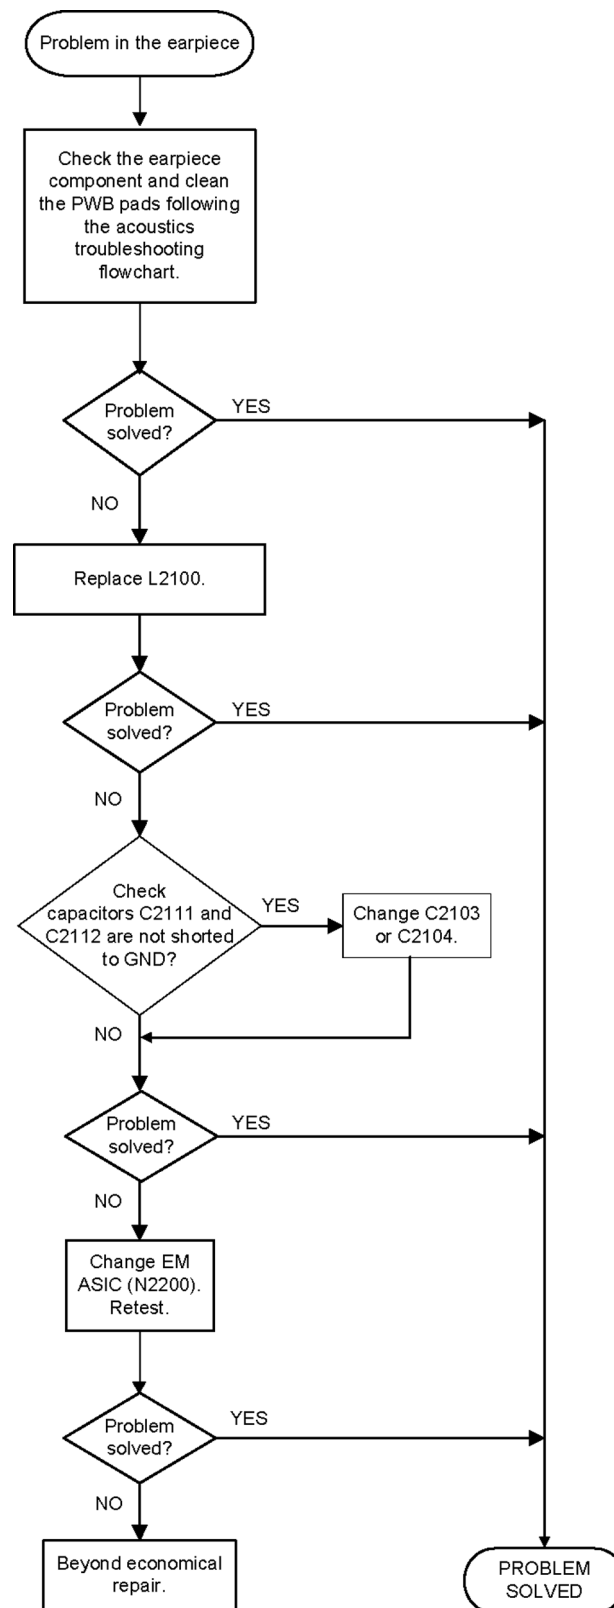 Problem in the earpiece
Check the earpiece
component and clean
the PWB pads following
the acoustics
troubleshooting
flowchart.
Problem
solved?
YES
NO
Replace L2100.
Problem
solved?
YES
NO
Check
capacitors C2111 and
C2112 are not shorted
to GND?
YES
Change C2103
or C2104.
NO
Problem
solved?
YES
NO
Change EM
ASIC (N2200).
Retest.
Problem
solved?
YES
NO
Beyond economical
repair.
PROBLEM
SOLVED